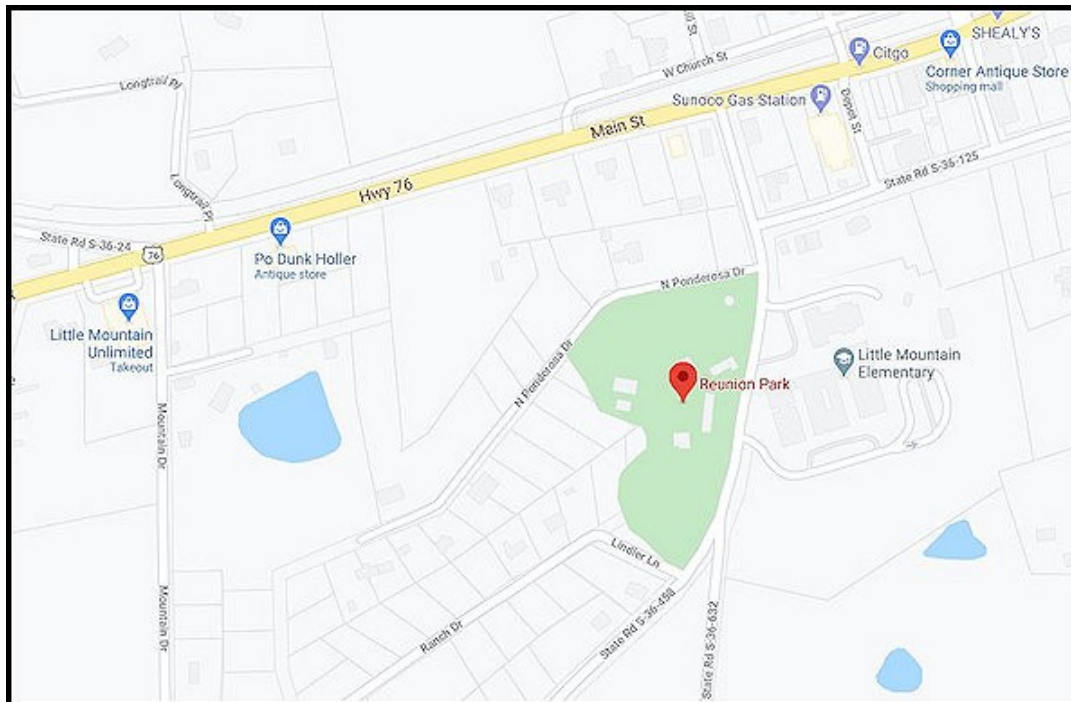 SHEALY'S
Citgo
W Church St
Corner Antique Store
Shopping mall
Longtrail Pl
Sunoco Gas Station
Main St
Depot St
State Rd S-36-125
Hwy 76
Longtrail Pl
State Rd S-36-24
76
Po Dunk Holler
Antique store
N Ponderosa Dr
Little Mountain
Unlimited
Takeout
Little Mountain
Elementary
Reunion Park
N Ponderosa Dr
Mountain Dr
Lindler Ln
Mountain Dr
Ranch Dr
State Rd S-36-498
State Rd S-36-632